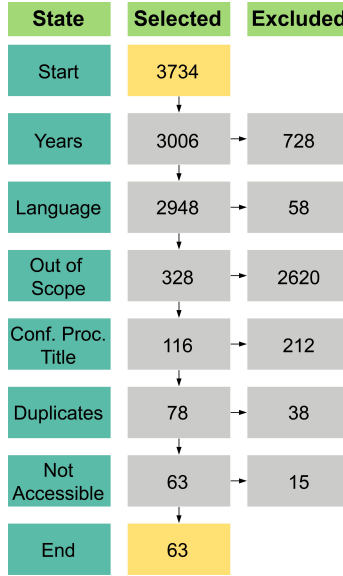 State Selected Excluded
Start 3734
Years 3006 728
Language 2948 58
Out of
Scope 328 2620
Conf. Proc.
Title 116 212
Duplicates 78 38
Not
Accessible 63 15
End 63